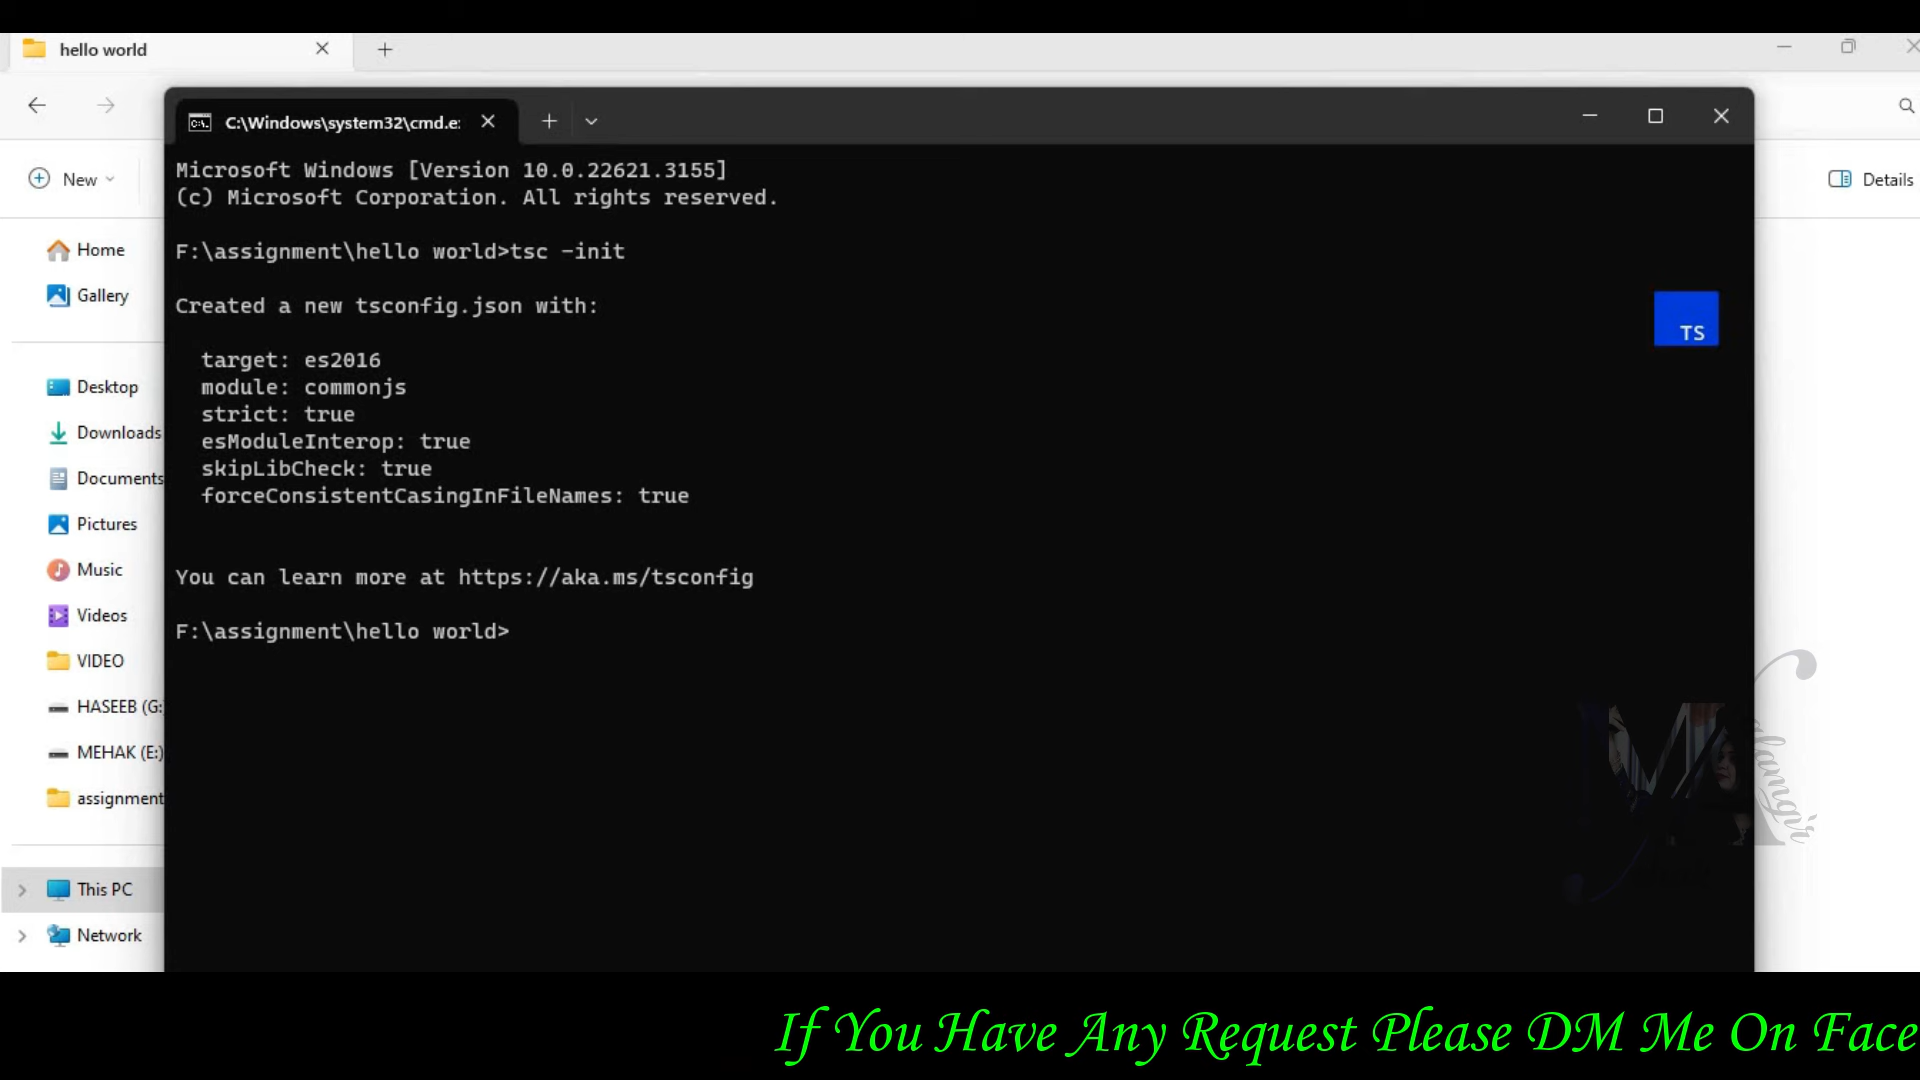 hello world
C:\Windows\system32\cmd.e:
Microsoft Windows [Version 10.0.22621.3155]
(c) Microsoft Corporation. All rights reserved.
F:\assignment\hello world>tsc -init
Created a new tsconfig.json with:
TS
target: es2016
module: commonjs
strict: true
esModuleInterop: true
skipLibCheck: true
forceConsistentCasingInFileNames: true
You can learn more at https://aka.ms/tsconfig
F:\assignment\hello world>
New
Details
Home
Gallery
Desktop
Downloads
Documents
Pictures
Music
Videos
VIDEO
HASEEB (G:
MEHAK (E:)
assignment
This PC
Network
If You Have Any Request Please DM Me On Face